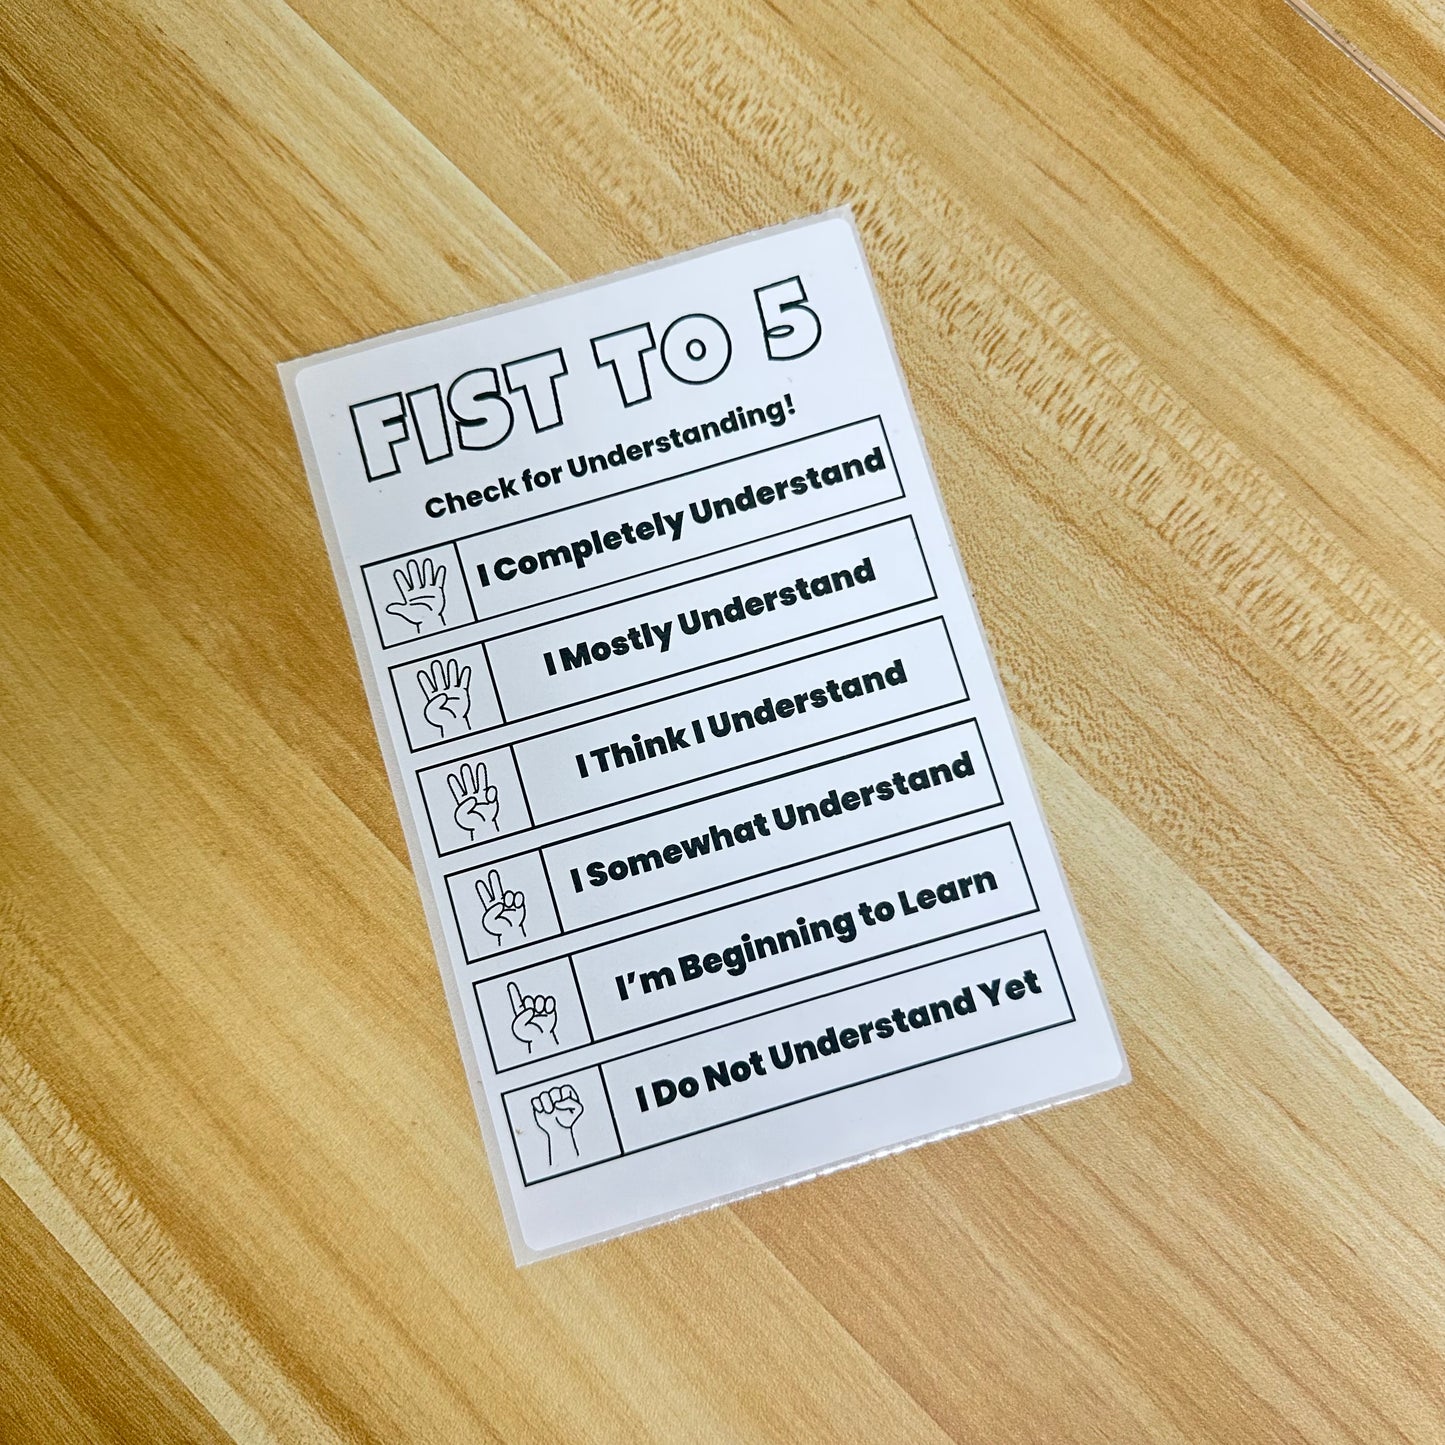 FIST TO 5
Check for Understanding!
I Completely Understand
I Mostly Understand
I Think I Understand
I Somewhat Understand
I'm Beginning to Learn
I Do Not Understand Yet